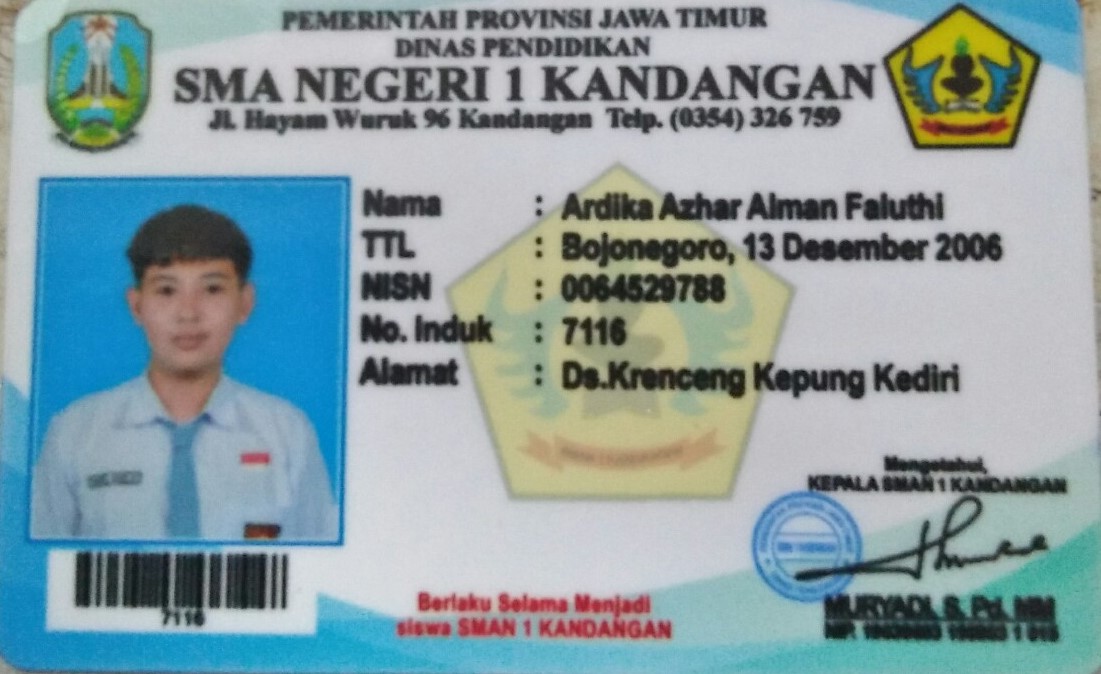 PEMERINTAH PROVINSI JAWA TIMUR
DINAS PENDIDIKAN
SMA NEGERI 1 KANDANGAN
Jl. Hayam Wuruk 96 Kandangan Telp. (0354) 326 759
Nama : Ardika Azhar Aiman Faluthi
TTL : Bojonegoro, 13 Desember 2006
NISN : 0064529788
No. Induk : 7116
Alamat : Ds.Krenceng Kepung Kediri
Mengetahui,
KEPALA SMAN 1 KANDANGAN
7116
Berlaku Selama Menjadi
siswa SMAN 1 KANDANGAN
MURYADI, S. Pd, MM
NIP.